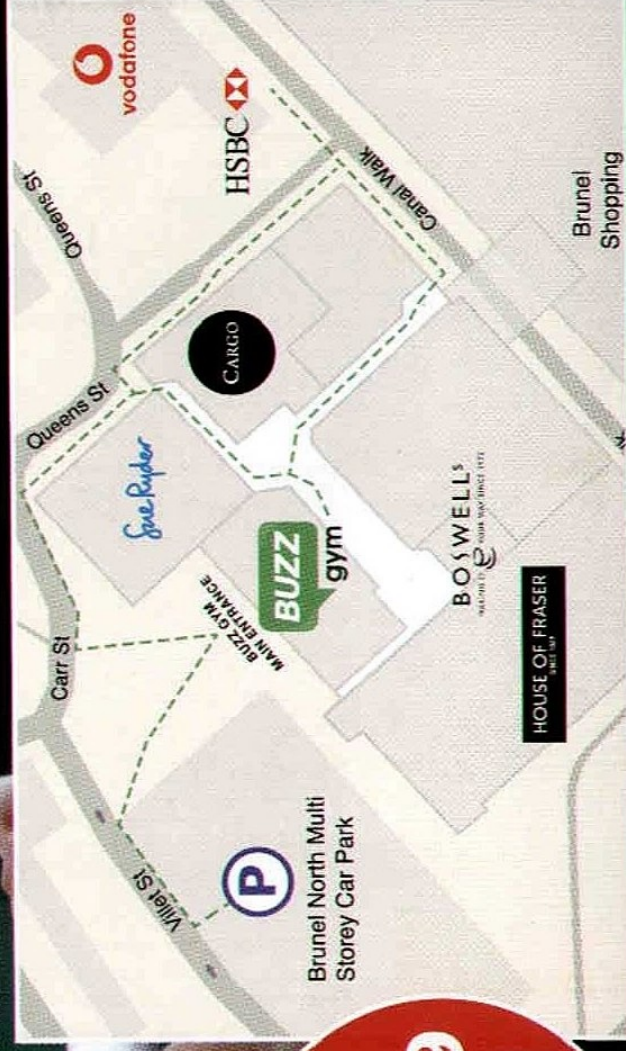 Villet St
Carr St
Queens St
Queens St
vodafone
HSBC
Canal Walk
CARGO
Sue Ryder
BUZZ
gym
BUZZ GYM
MAIN ENTRANCE
P
Brunel North Multi
Storey Car Park
BOSWELLS
HOUSE OF FRASER
Brunel
Shopping